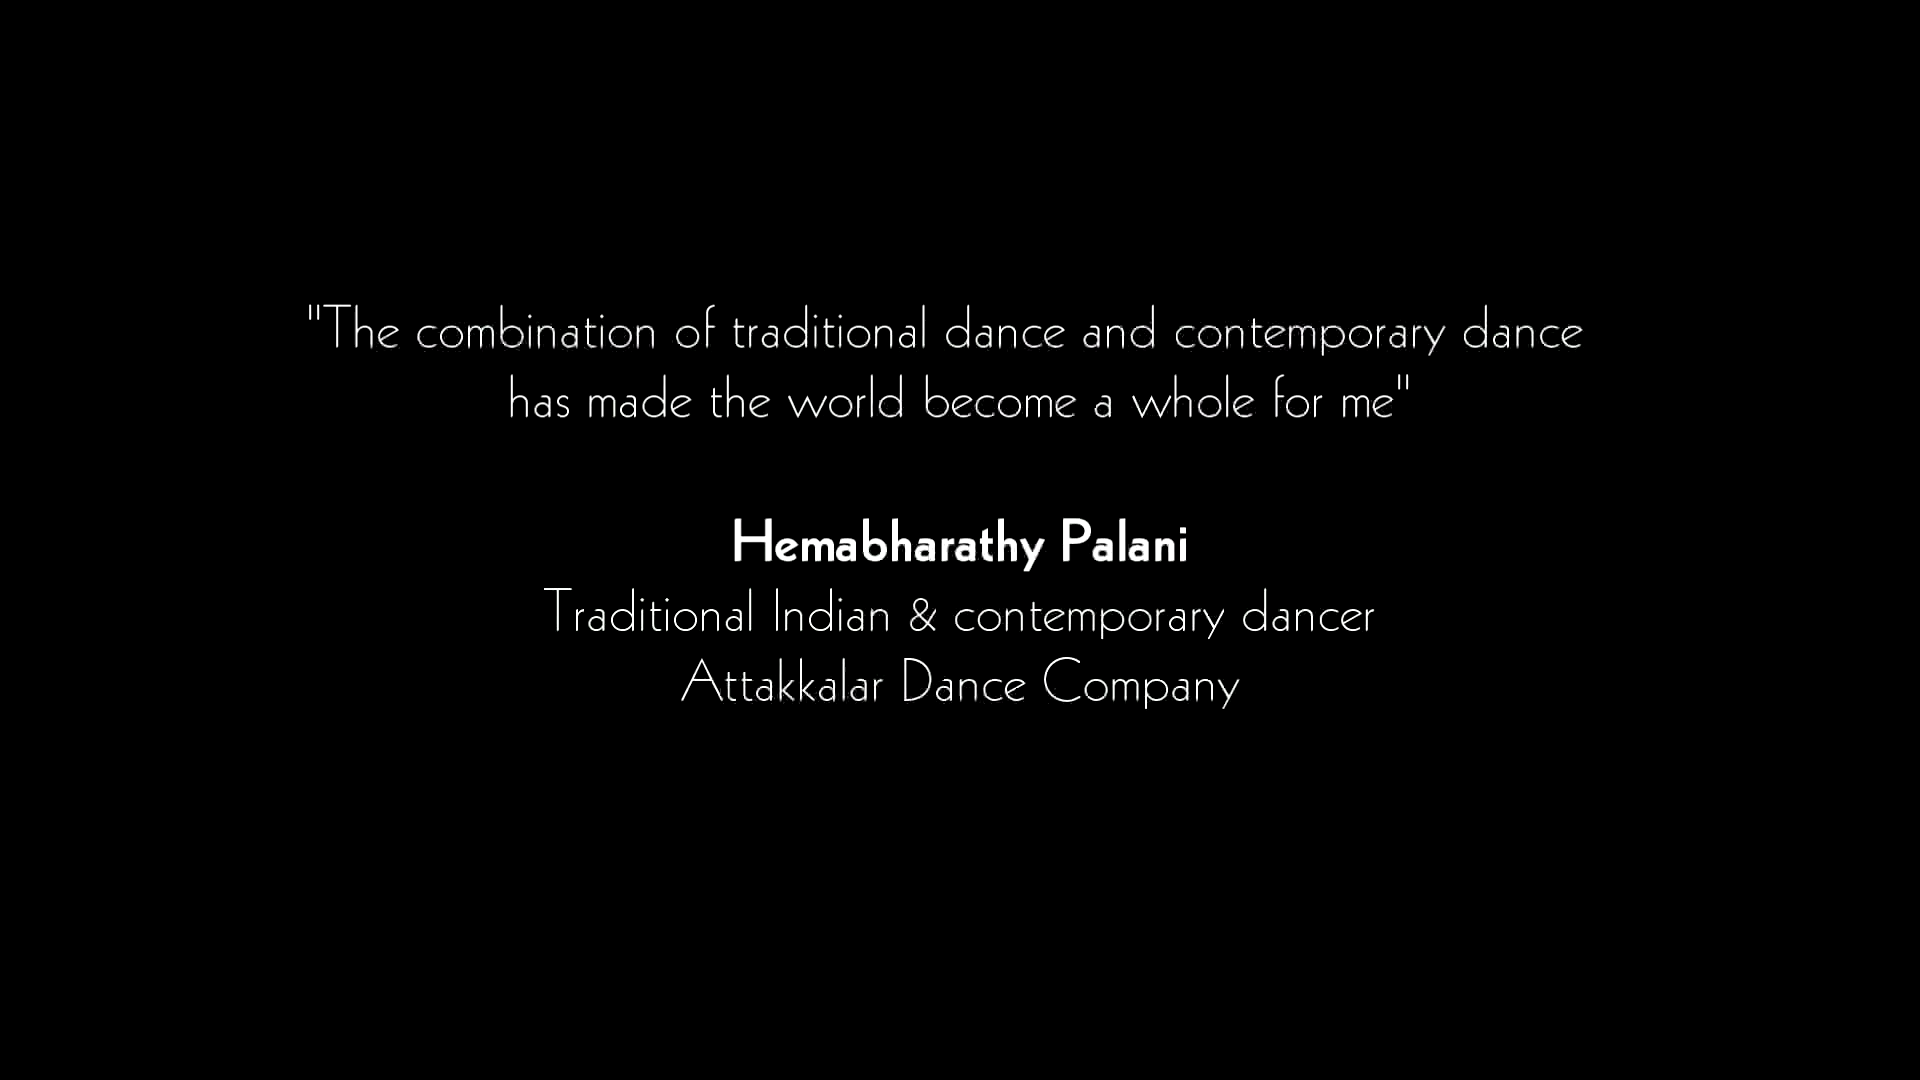 "The combination of traditional dance and contemporary dance
has made the world become a whole for me"
Hemabharathy Palani
Traditional Indian & contemporary dancer
Attakkalar Dance Company